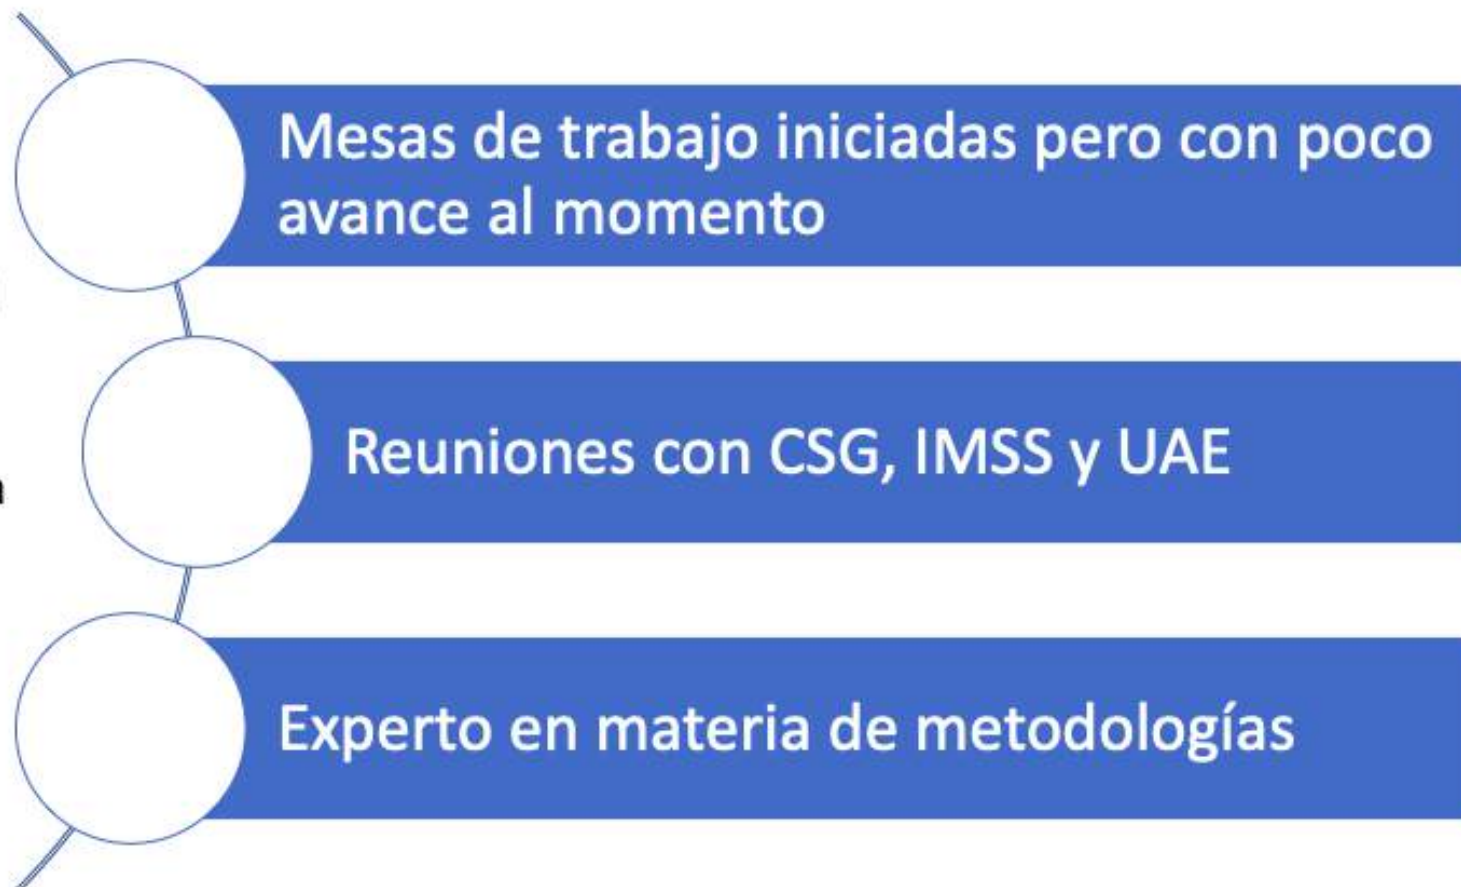 Mesas de trabajo iniciadas pero con poco
avance al momento
Reuniones con CSG, IMSS y UAE
Experto en materia de metodologías